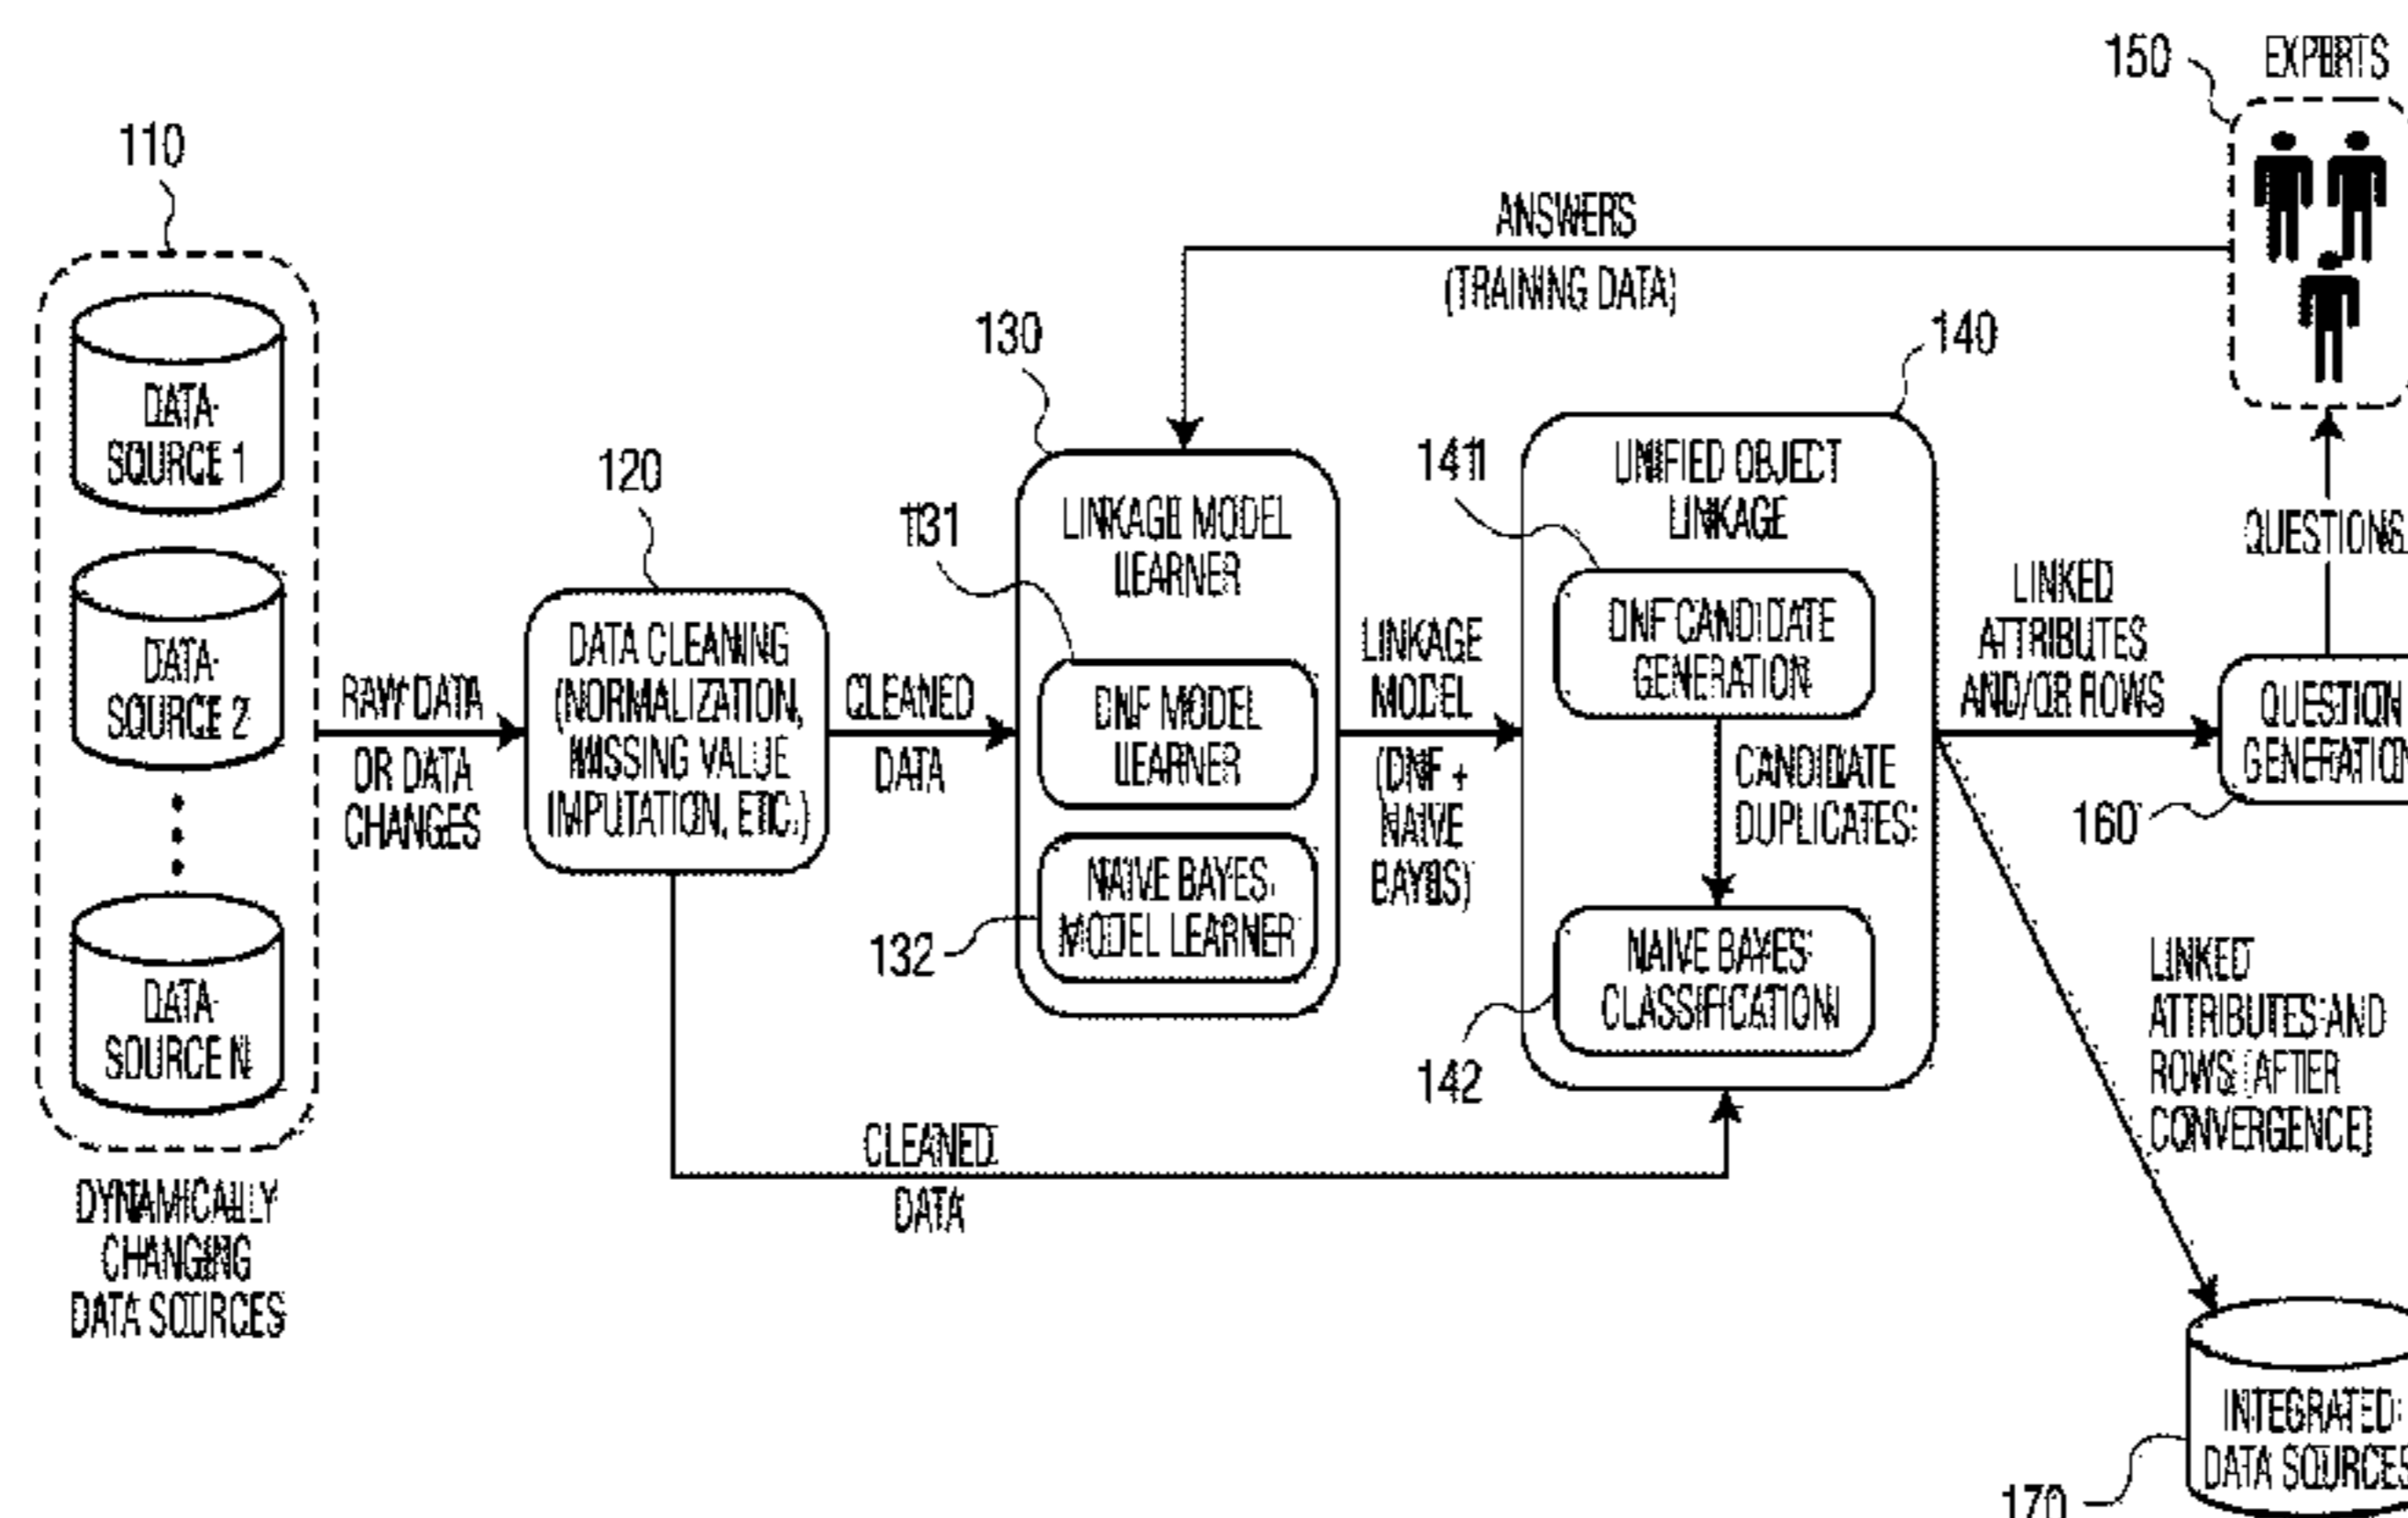 150
EXPERTS
110
ANSWERS
(TRAINING DATA)
130
140
DATA
SOURCE 1
120
131
141
LINKAGE MODEL
LEARNER
UNIFIED OBJECT
LINKAGE
QUESTIONS
DATA
SOURCE 2
RAW DATA
OR DATA
CHANGES
DATA CLEANING
(NORMALIZATION,
MISSING VALUE
IMPUTATION, ETC.)
CLEANED
DATA
DNF MODEL
LEARNER
LINKAGE
MODEL
(DNF +
NAIVE
BAYES)
DNF CANDIDATE
GENERATION
CANDIDATE
DUPLICATES
LINKED
ATTRIBUTES
AND/OR ROWS
QUESTION
GENERATION
160
NAIVE BAYES
MODEL LEARNER
132
NAIVE BAYES
CLASSIFICATION
142
DATA
SOURCE N
LINKED
ATTRIBUTES AND
ROWS (AFTER
CONVERGENCE)
CLEANED
DATA
DYNAMICALLY
CHANGING
DATA SOURCES
INTEGRATED
DATA SOURCES
170